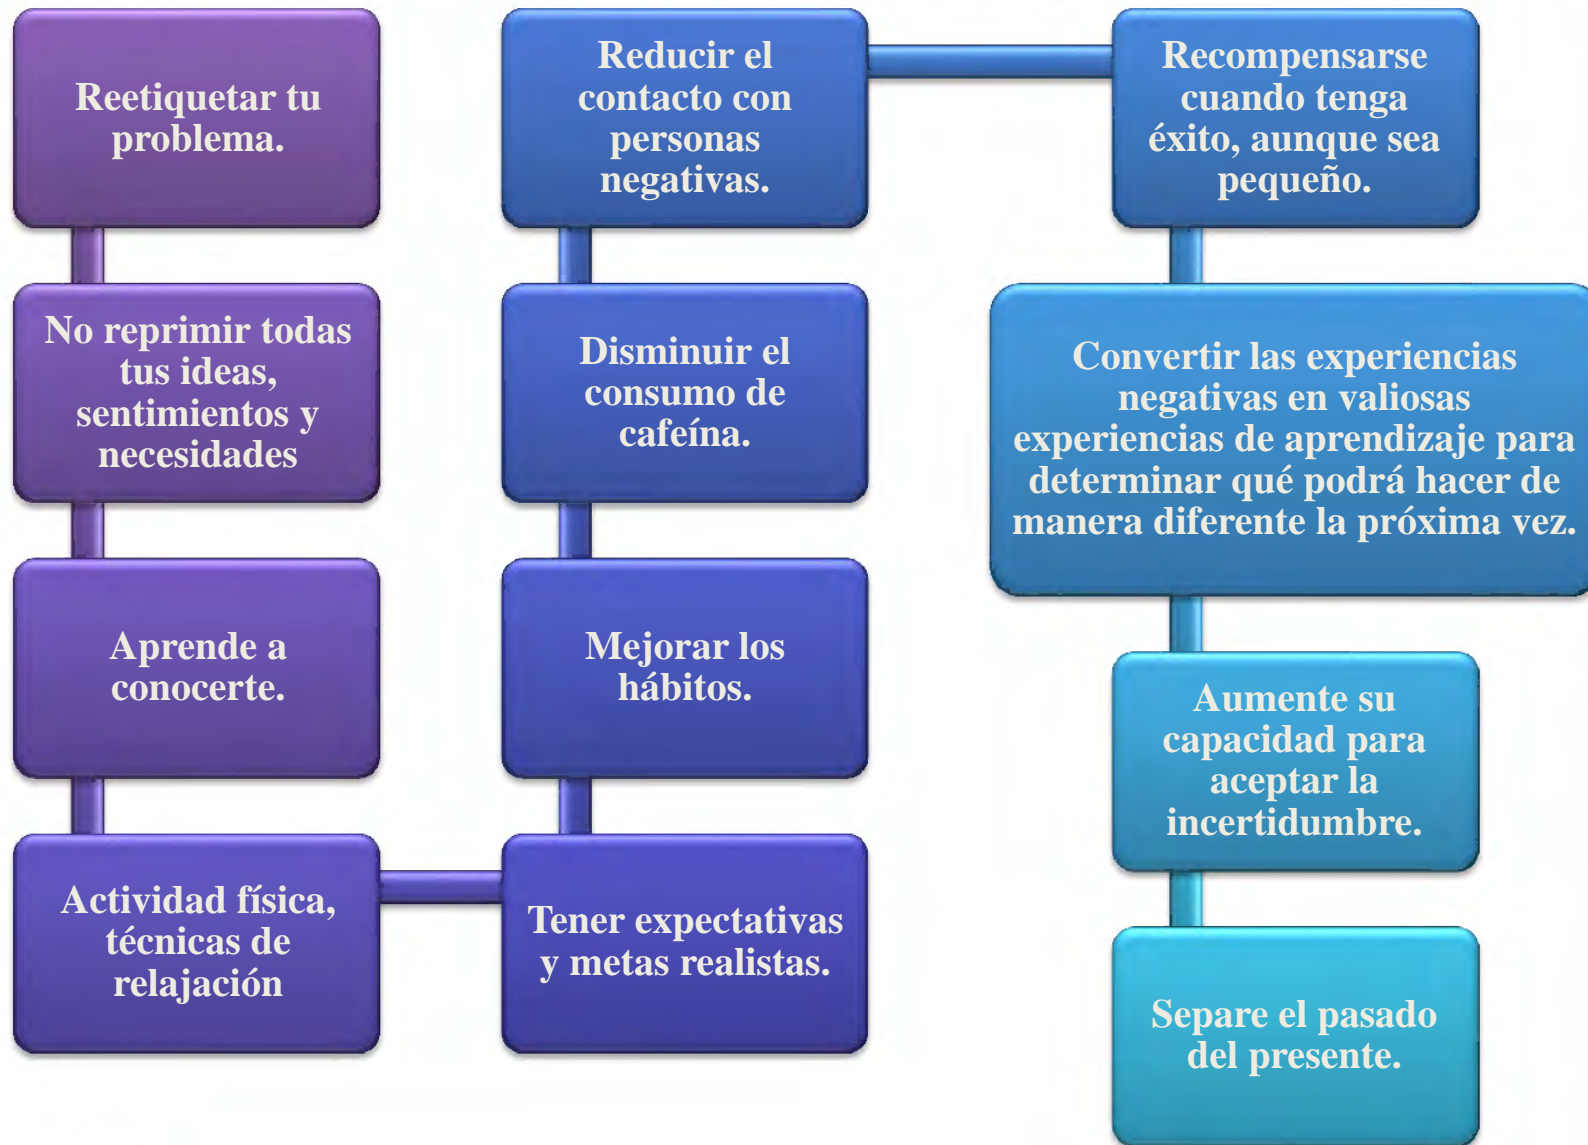 Reetiquetar tu
problema.
No reprimir todas
tus ideas,
sentimientos y
necesidades
Aprende a
conocerte.
Actividad física,
técnicas de
relajación
Tener expectativas
y metas realistas.
Mejorar los
hábitos.
Disminuir el
consumo de
cafeína.
Reducir el
contacto con
personas
negativas.
Recompensarse
cuando tenga
éxito, aunque sea
pequeño.
Convertir las experiencias
negativas en valiosas
experiencias de aprendizaje para
determinar qué podrá hacer de
manera diferente la próxima vez.
Aumente su
capacidad para
aceptar la
incertidumbre.
Separe el pasado
del presente.